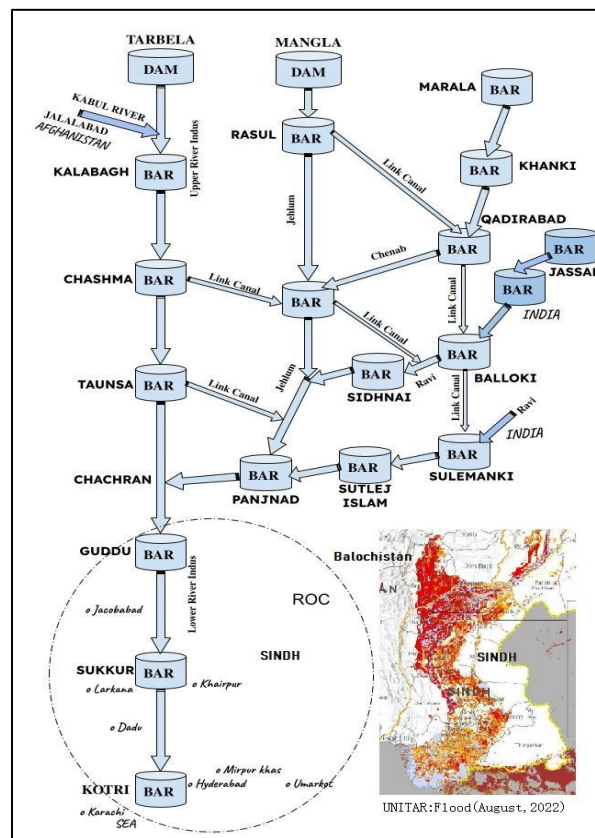 TARBELA
MANGLA
DAM
DAM
MARALA
BAR
KABUL RIVER
JALALABAD
AFGHANISTAN
Upper River Indus
RASUL
BAR
KALABAGH
BAR
Link Canal
KHANKI
BAR
Jehlum
QADIRABAD
BAR
Chenab
JASSAR
BAR
CHASHMA
BAR
Link Canal
BAR
Link Canal
Link Canal
BAR
INDIA
BALLOKI
BAR
Ravi
SIDHNAI
BAR
Jehlum
TAUNSA
BAR
Link Canal
Link Canal
Ravi
INDIA
SULEMANKI
BAR
SUTLEJ
ISLAM
BAR
PANJNAD
BAR
CHACHRAN
GUDDU
BAR
Lower River Indus
Jacobabad
ROC
SINDH
SUKKUR
BAR
Larkana
Khairpur
Dadu
KOTRI
BAR
Mirpur khas
Hyderabad
Umarkot
Karachi
SEA
Balochistan
AN
SINDH
SINDH
UNITAR:Flood(August,2022)